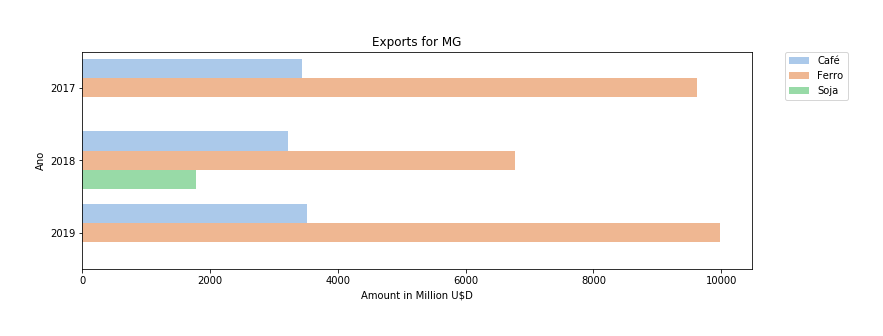 Exports for MG
Café
Ferro
Soja
2017
2018
2019
Ano
0 2000 4000 6000 8000 10000
Amount in Million U$D